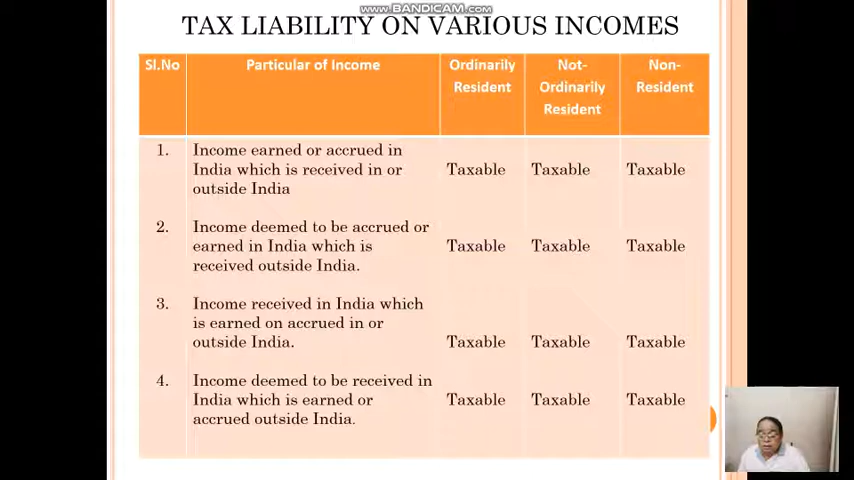 www.BANDICAM.com
TAX LIABILITY ON VARIOUS INCOMES
Sl.No Particular of Income Ordinarily Resident Not-Ordinarily Resident Non-Resident
1. Income earned or accrued in
India which is received in or Taxable Taxable Taxable
outside India
2. Income deemed to be accrued or
earned in India which is Taxable Taxable Taxable
received outside India.
3. Income received in India which
is earned on accrued in or
outside India. Taxable Taxable Taxable
4. Income deemed to be received in
India which is earned or Taxable Taxable Taxable
accrued outside India.